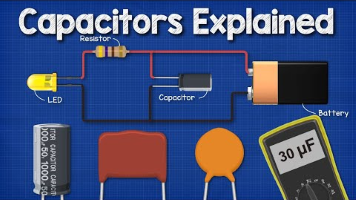 Capacitors Explained
Resistor
LED
Capacitor
Battery
30 µF